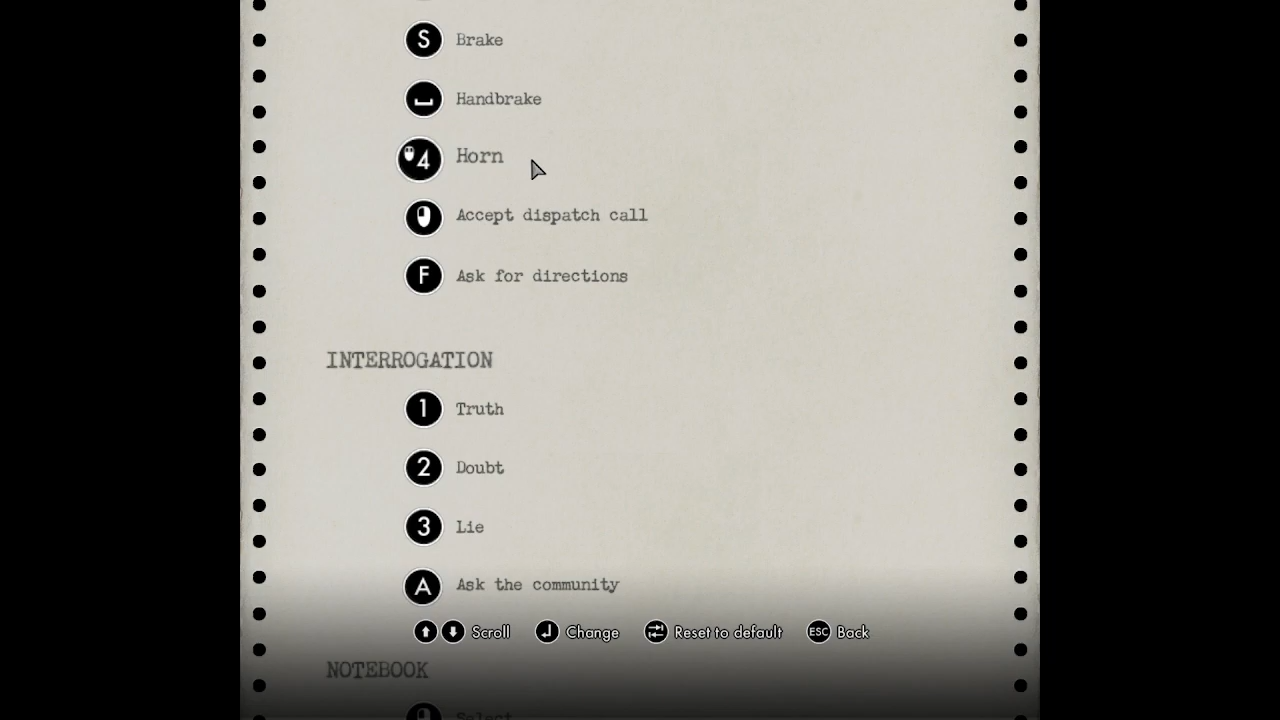 S Brake
Handbrake
4 Horn
Accept dispatch call
F Ask for directions
INTERROGATION
1 Truth
2 Doubt
3 Lie
A Ask the community
Scroll Change Reset to default ESC Back
NOTEBOOK
Select